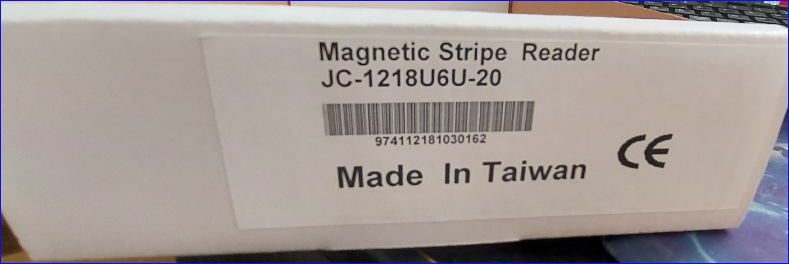 Magnetic Stripe Reader
JC-1218U6U-20
974112181030162
Made In Taiwan
CE